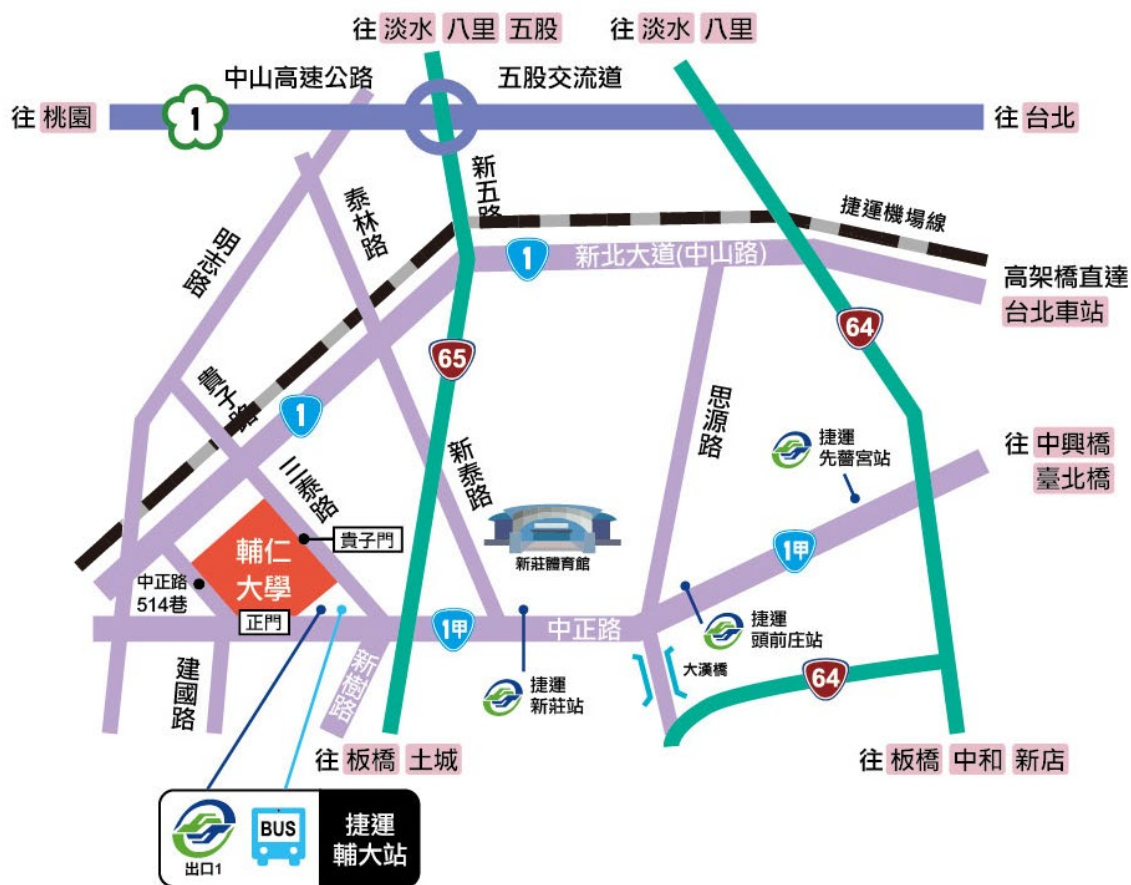 往 淡水 八里 五股
往 淡水 八里
中山高速公路
五股交流道
往 桃園
1
往 台北
新五路
泰林路
明志路
捷運機場線
1
新北大道(中山路)
高架橋直達
台北車站
65
64
貴子路
1
思源路
新泰路
三泰路
捷運
先嗇宮站
往 中興橋
臺北橋
輔仁
大學
貴子門
新莊體育館
1甲
中正路
514巷
正門
1甲
中正路
捷運
頭前庄站
建國路
新樹路
捷運
新莊站
大漢橋
64
往 板橋 土城
往 板橋 中和 新店
出口1
BUS
捷運
輔大站